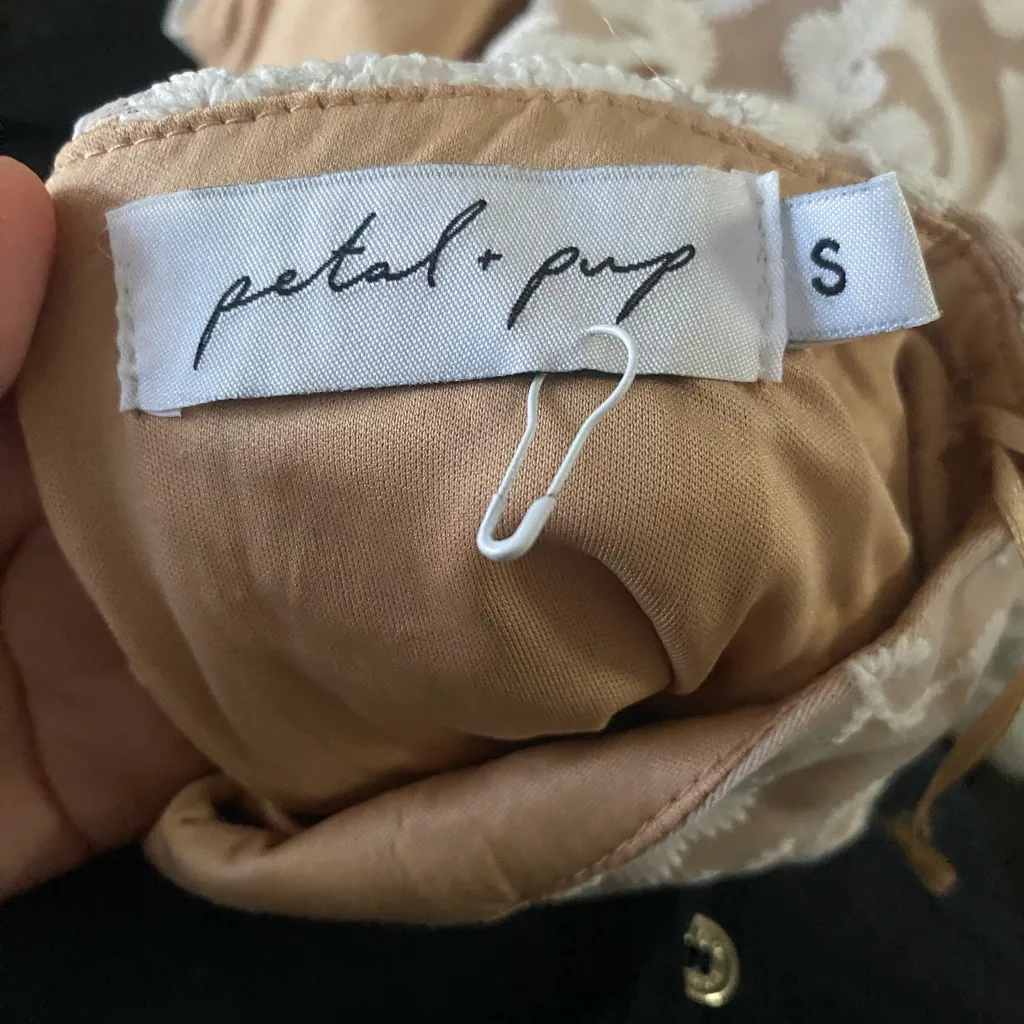 petal + pup
S